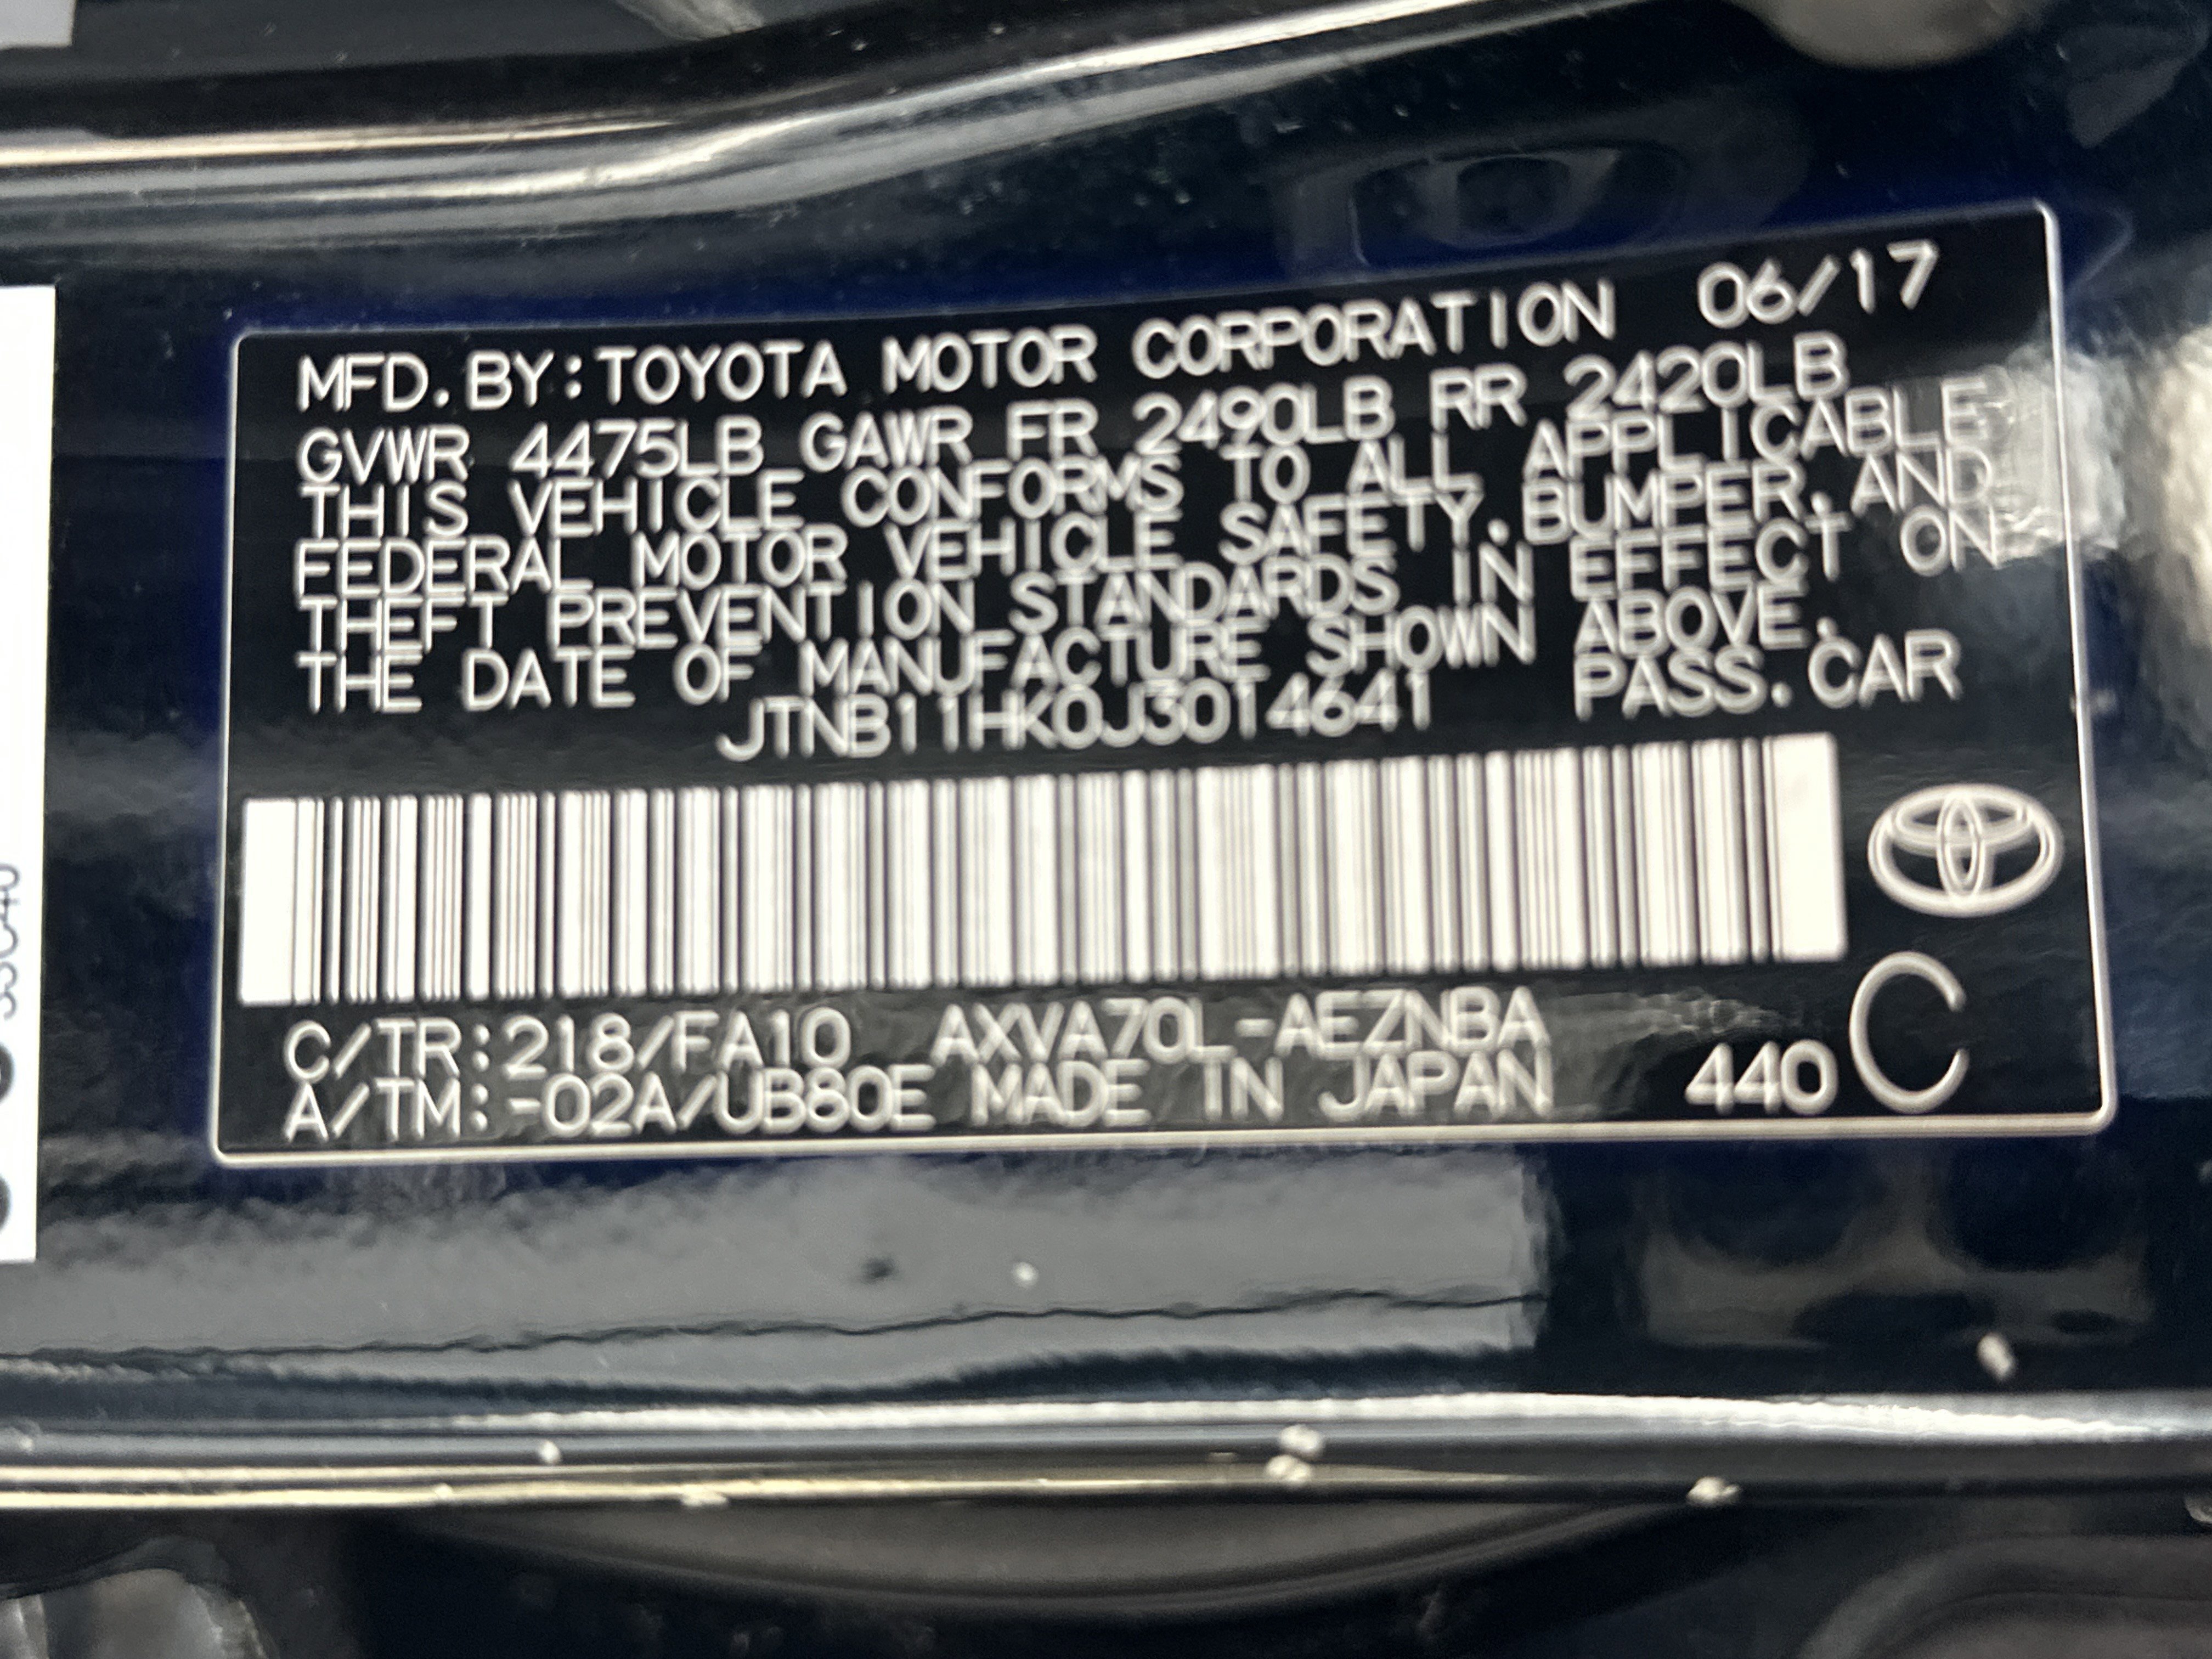 MFD.BY:TOYOTA MOTOR CORPORATION 06/17
GVWR 4475LB GAWR FR 2490LB RR 2420LB
THIS VEHICLE CONFORMS TO ALL APPLICABLE
FEDERAL MOTOR VEHICLE SAFETY,BUMPER,AND
THEFT PREVENTION STANDARDS IN EFFECT ON
THE DATE OF MANUFACTURE SHOWN ABOVE.
JTNB11HK0J3014641 PASS.CAR
C/TR:218/FA10 AXVA70L-AEZNBA
A/TM:-02A/UB80E MADE IN JAPAN 440 C